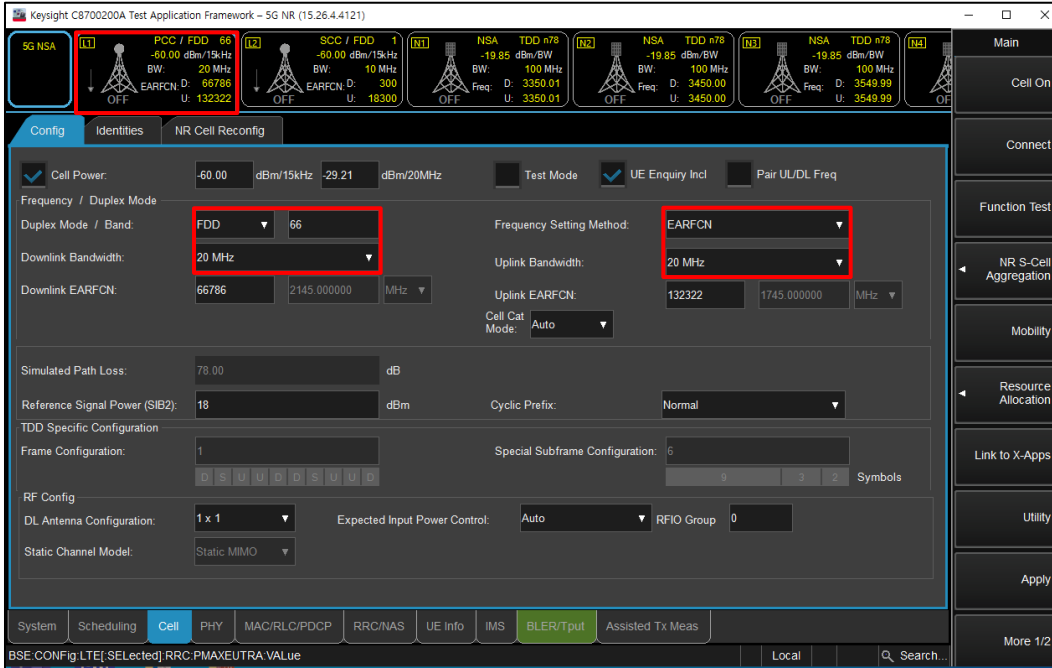 Keysight C8700200A Test Application Framework – 5G NR (15.26.4.4121)
5G NSA
L1 PCC / FDD 66
-60.00 dBm/15kHz
BW: 20 MHz
EARFCN: D: 66786
OFF U: 132322
L2 SCC / FDD 1
-60.00 dBm/15kHz
BW: 10 MHz
EARFCN: D: 300
OFF U: 18300
N1 NSA TDD n78
-19.85 dBm/BW
BW: 100 MHz
Freq: D: 3350.01
OFF U: 3350.01
N2 NSA TDD n78
-19.85 dBm/BW
BW: 100 MHz
Freq: D: 3450.00
OFF U: 3450.00
N3 NSA TDD n78
-19.85 dBm/BW
BW: 100 MHz
Freq: D: 3549.99
OFF U: 3549.99
N4
Main
Cell On
Connect
Function Test
NR S-Cell
Aggregation
Mobility
Resource
Allocation
Link to X-Apps
Utility
Apply
More 1/2
Config Identities NR Cell Reconfig
Cell Power: -60.00 dBm/15kHz -29.21 dBm/20MHz Test Mode UE Enquiry Incl Pair UL/DL Freq
Frequency / Duplex Mode
Duplex Mode / Band: FDD 66 Frequency Setting Method: EARFCN
Downlink Bandwidth: 20 MHz Uplink Bandwidth: 20 MHz
Downlink EARFCN: 66786 2145.000000 MHz Uplink EARFCN: 132322 1745.000000 MHz
Cell Cat
Mode: Auto
Simulated Path Loss: 78.00 dB
Reference Signal Power (SIB2): 18 dBm Cyclic Prefix: Normal
TDD Specific Configuration
Frame Configuration: 1 Special Subframe Configuration: 6
D S U U D D S U U D 9 3 2 Symbols
RF Config
DL Antenna Configuration: 1 x 1 Expected Input Power Control: Auto RFIO Group 0
Static Channel Model: Static MIMO
System Scheduling Cell PHY MAC/RLC/PDCP RRC/NAS UE Info IMS BLER/Tput Assisted Tx Meas
BSE:CONFig:LTE[:SELected]:RRC:PMAXEUTRA:VALue Local Search...